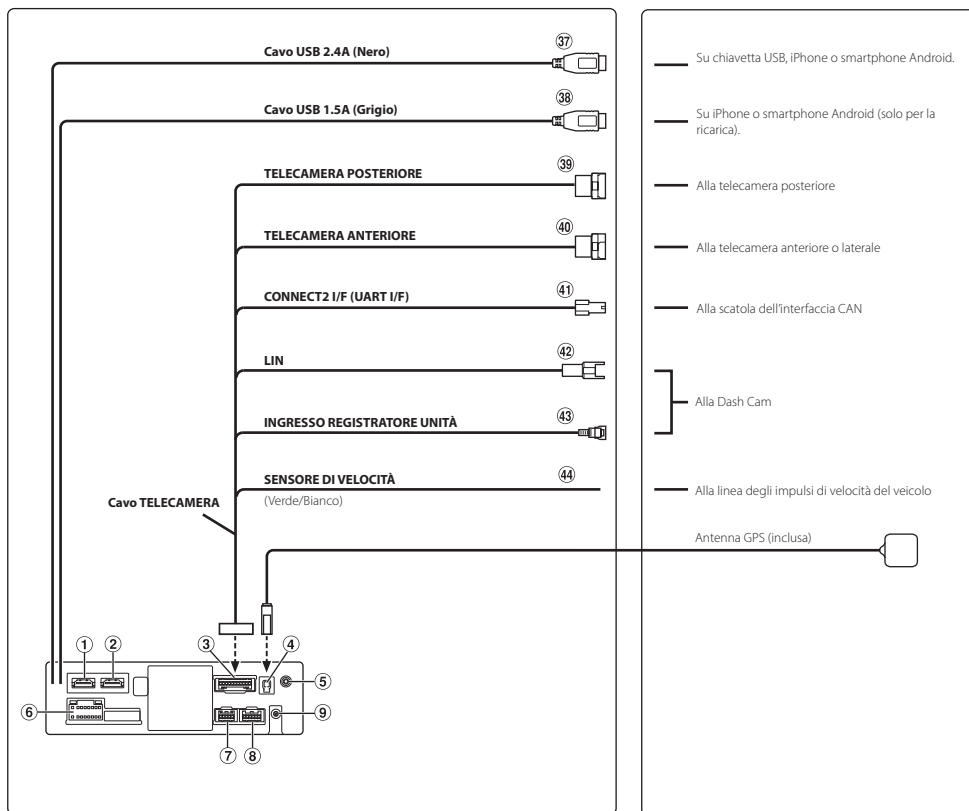 Cavo USB 2.4A (Nero)
㊲
Su chiavetta USB, iPhone o smartphone Android.
Cavo USB 1.5A (Grigio)
㊳
Su iPhone o smartphone Android (solo per la
ricarica).
TELECAMERA POSTERIORE
㊴
Alla telecamera posteriore
TELECAMERA ANTERIORE
㊵
Alla telecamera anteriore o laterale
CONNECT2 I/F (UART I/F)
㊶
Alla scatola dell'interfaccia CAN
LIN
㊷
Alla Dash Cam
INGRESSO REGISTRATORE UNITÀ
㊸
SENSORE DI VELOCITÀ
(Verde/Bianco)
㊹
Alla linea degli impulsi di velocità del veicolo
Cavo TELECAMERA
Antenna GPS (inclusa)
①
②
③
④
⑤
⑥
⑦
⑧
⑨